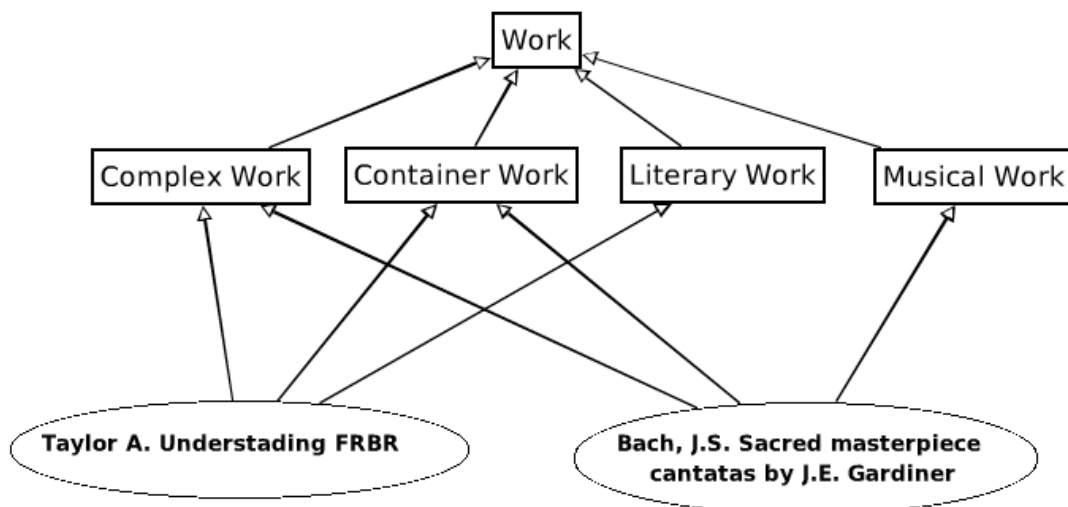 Work
Complex Work
Container Work
Literary Work
Musical Work
Taylor A. Understading FRBR
Bach, J.S. Sacred masterpiece
cantatas by J.E. Gardiner